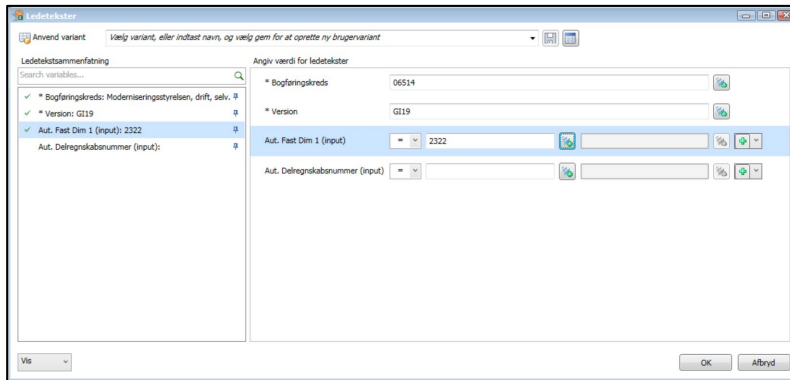 Ledetekster
Anvend variant
Vælg variant, eller indtast navn, og vælg gem for at oprette ny brugervariant
Ledetekstsammenfatning
Angiv værdi for ledetekster
Search variables...
* Bogføringskreds: Moderniseringsstyrelsen, drift, selv.
* Version: GI19
Aut. Fast Dim 1 (input): 2322
Aut. Delregnskabsnummer (input):
* Bogføringskreds
06514
* Version
GI19
Aut. Fast Dim 1 (input)
=
2322
Aut. Delregnskabsnummer (input)
=
Vis
OK
Afbryd